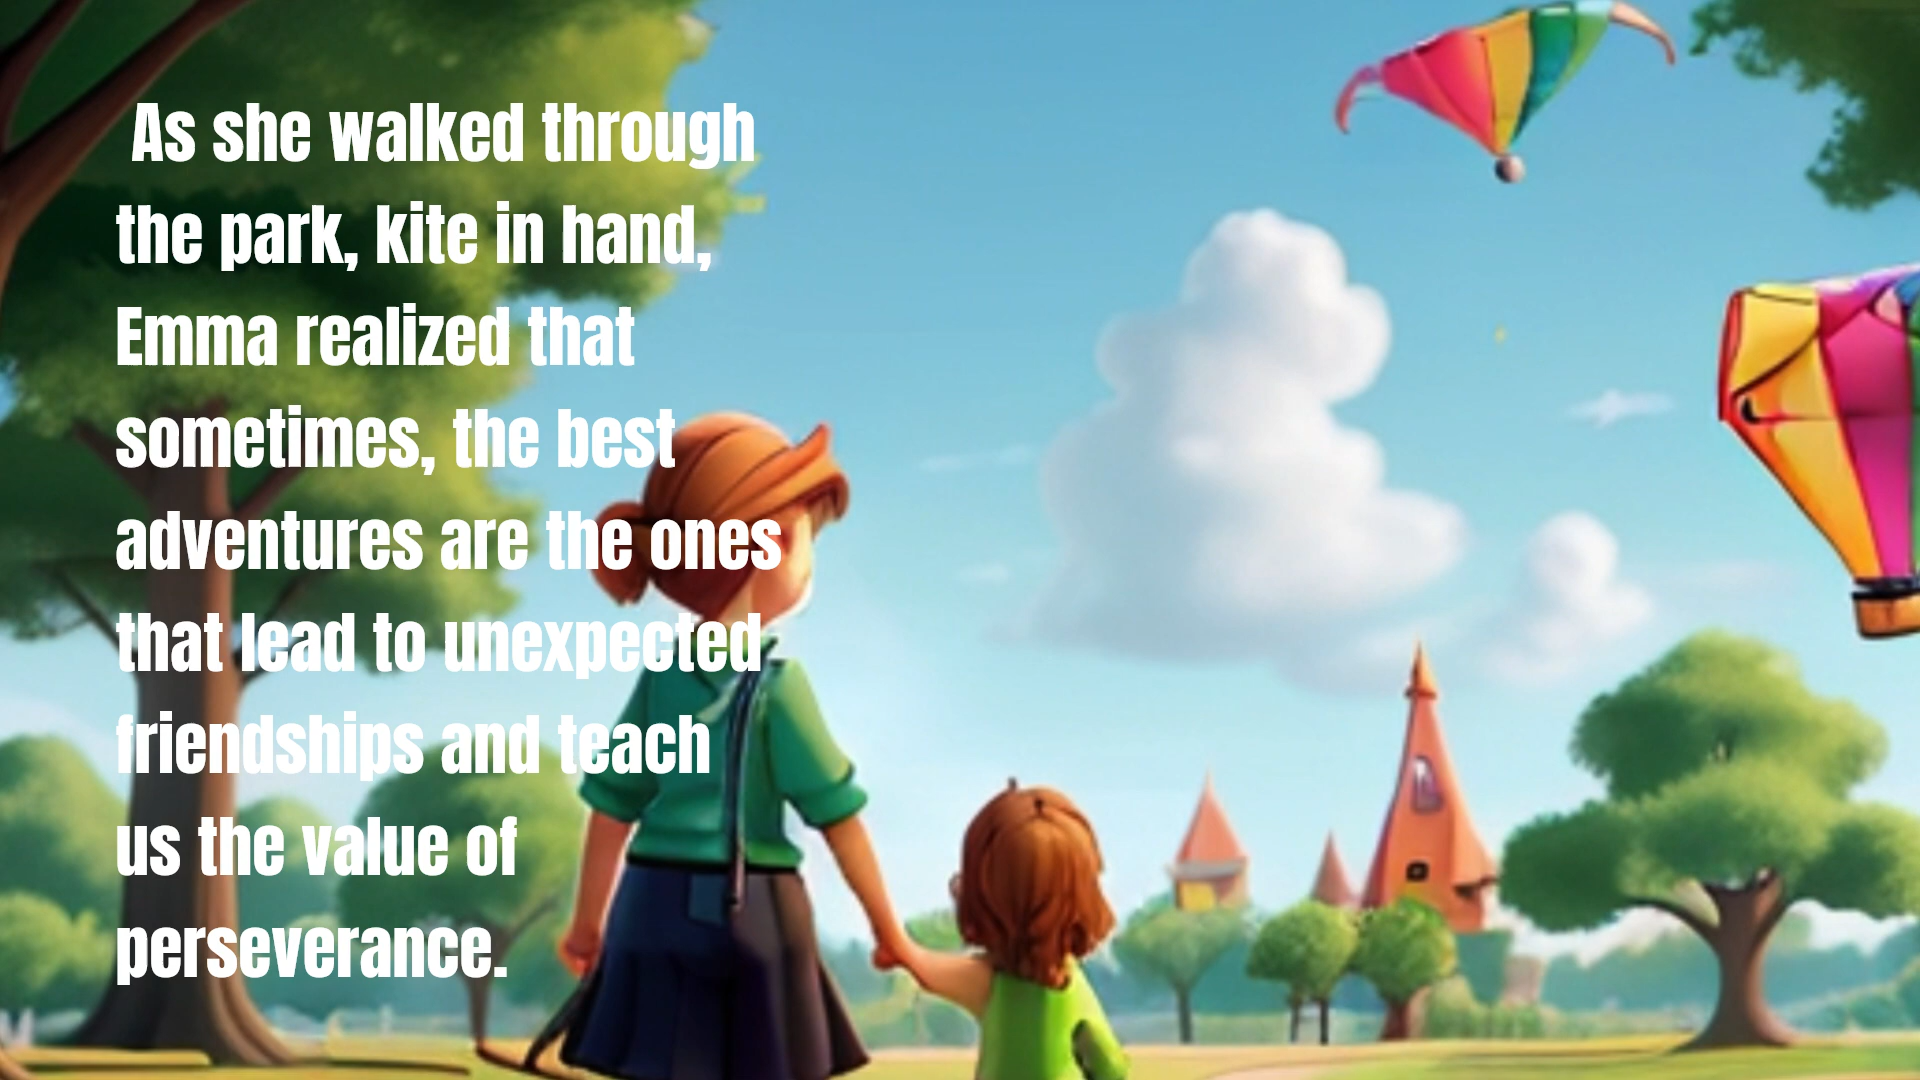 As she walked through
the park, kite in hand,
Emma realized that
sometimes, the best
adventures are the ones
that lead to unexpected
friendships and teach
us the value of
perseverance.